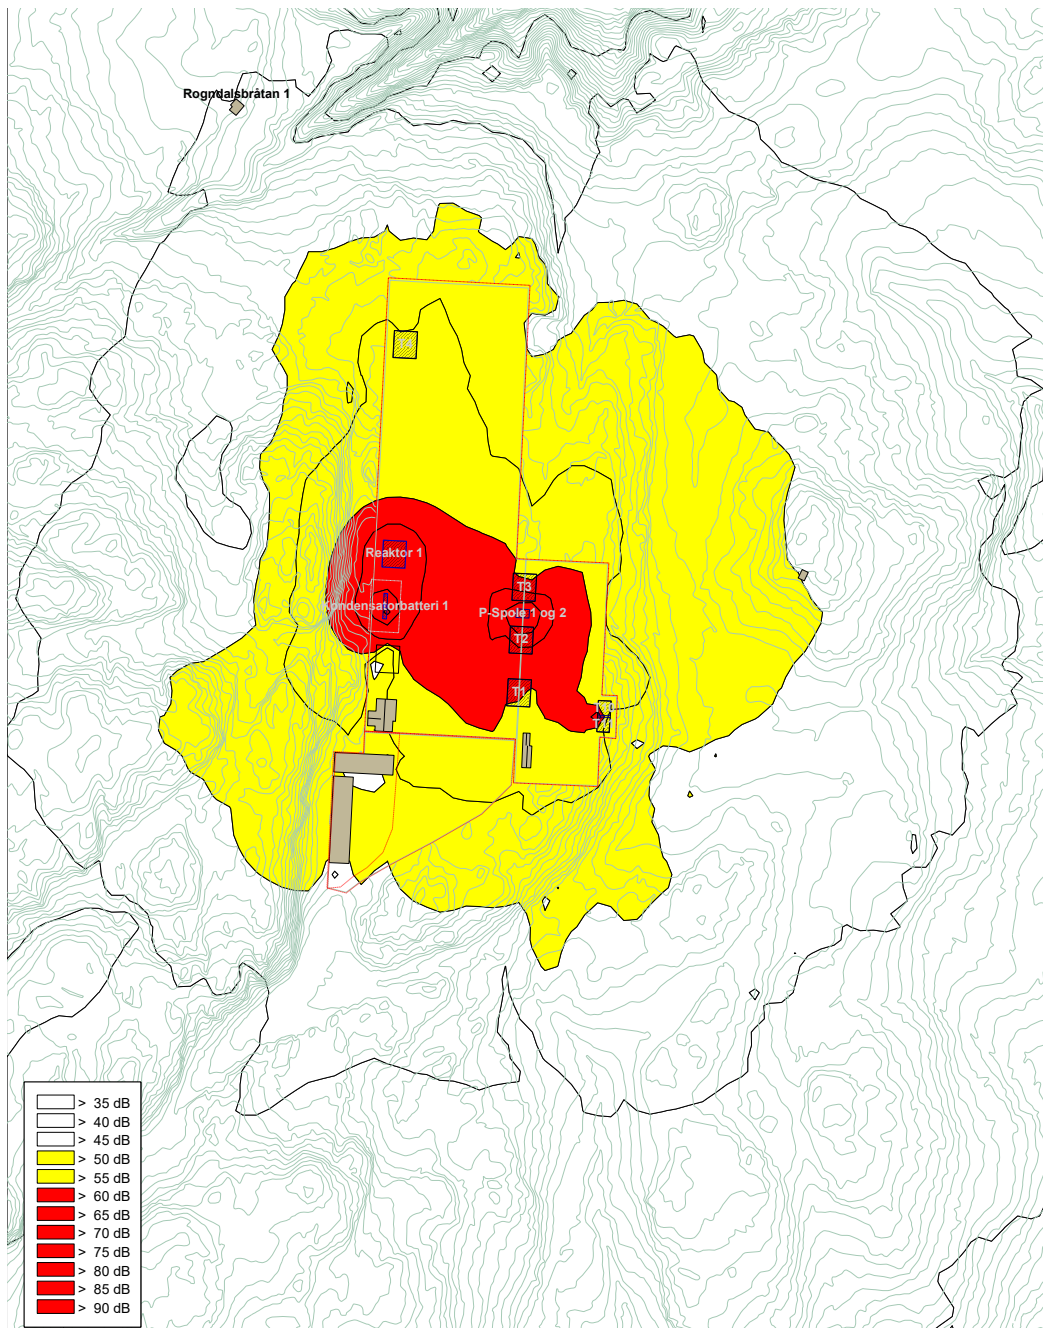 Rogndalsbråtan 1
Reaktor 1
Kondensatorbatteri 1
T3
P-Spole 1 og 2
T2
T1
> 35 dB
> 40 dB
> 45 dB
> 50 dB
> 55 dB
> 60 dB
> 65 dB
> 70 dB
> 75 dB
> 80 dB
> 85 dB
> 90 dB